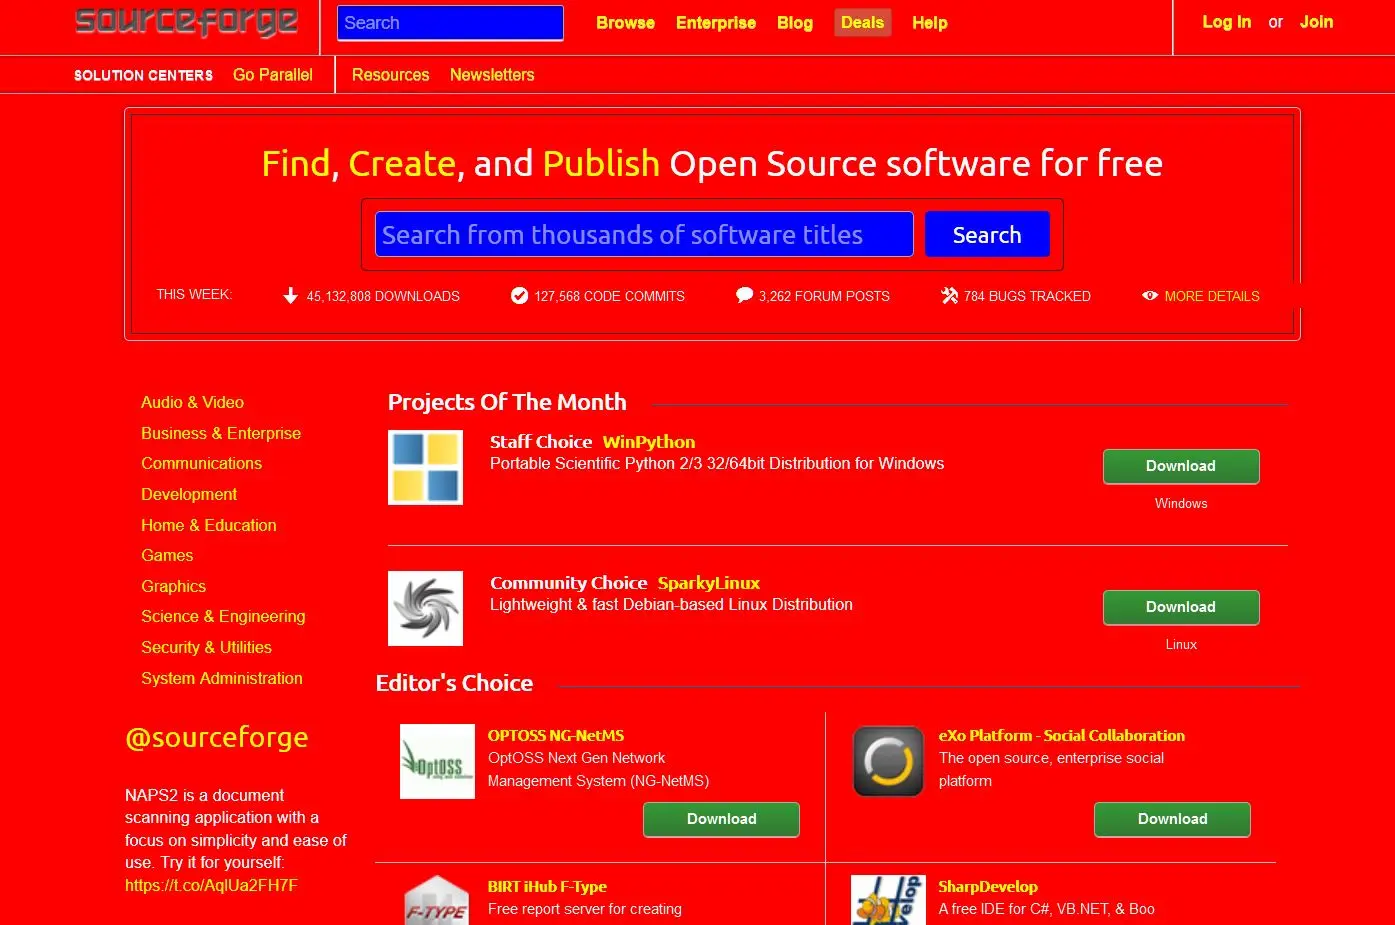 sourceforge
Search
Browse Enterprise Blog Deals Help
Log In or Join
SOLUTION CENTERS Go Parallel Resources Newsletters
Find, Create, and Publish Open Source software for free
Search from thousands of software titles Search
THIS WEEK: 45,132,808 DOWNLOADS 127,568 CODE COMMITS 3,262 FORUM POSTS 784 BUGS TRACKED MORE DETAILS
Audio & Video
Business & Enterprise
Communications
Development
Home & Education
Games
Graphics
Science & Engineering
Security & Utilities
System Administration
@sourceforge
NAPS2 is a document
scanning application with a
focus on simplicity and ease of
use. Try it for yourself:
https://t.co/AqlUa2FH7F
Projects Of The Month
Staff Choice WinPython
Portable Scientific Python 2/3 32/64bit Distribution for Windows
Download
Windows
Community Choice SparkyLinux
Lightweight & fast Debian-based Linux Distribution
Download
Linux
Editor's Choice
OptOSS
OPTOSS NG-NetMS
OptOSS Next Gen Network
Management System (NG-NetMS)
Download
eXo Platform - Social Collaboration
The open source, enterprise social
platform
Download
F-TYPE
BIRT iHub F-Type
Free report server for creating
SharpDevelop
A free IDE for C#, VB.NET, & Boo